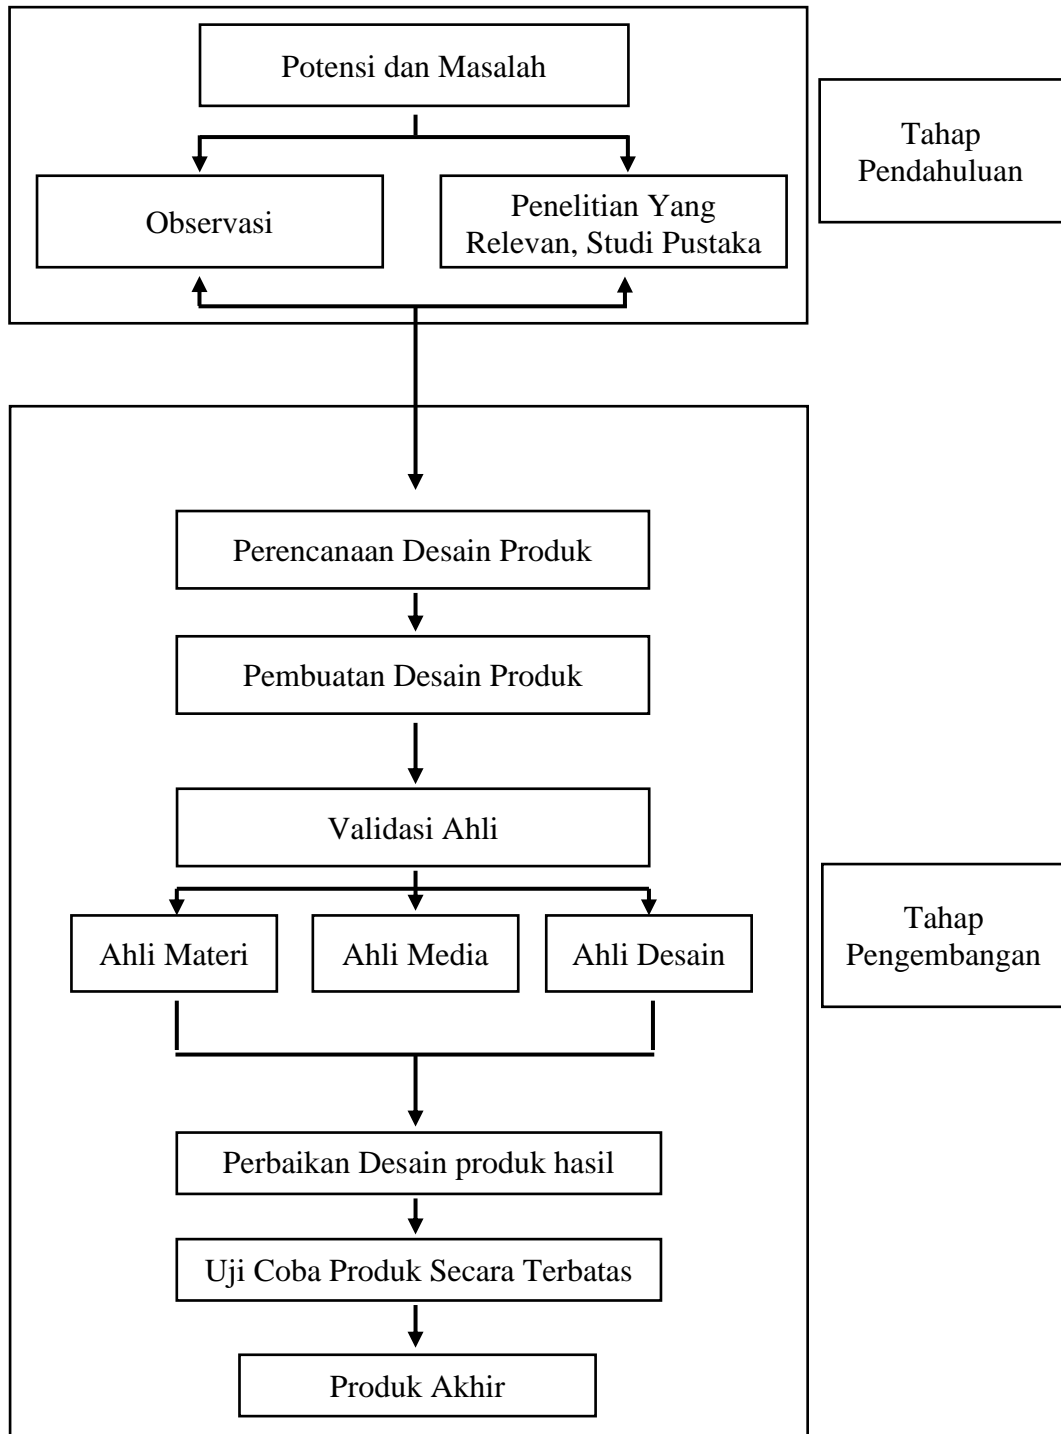 Potensi dan Masalah
Tahap
Pendahuluan
Observasi
Penelitian Yang
Relevan, Studi Pustaka
Perencanaan Desain Produk
Pembuatan Desain Produk
Validasi Ahli
Ahli Materi
Ahli Media
Ahli Desain
Tahap
Pengembangan
Perbaikan Desain produk hasil
Uji Coba Produk Secara Terbatas
Produk Akhir